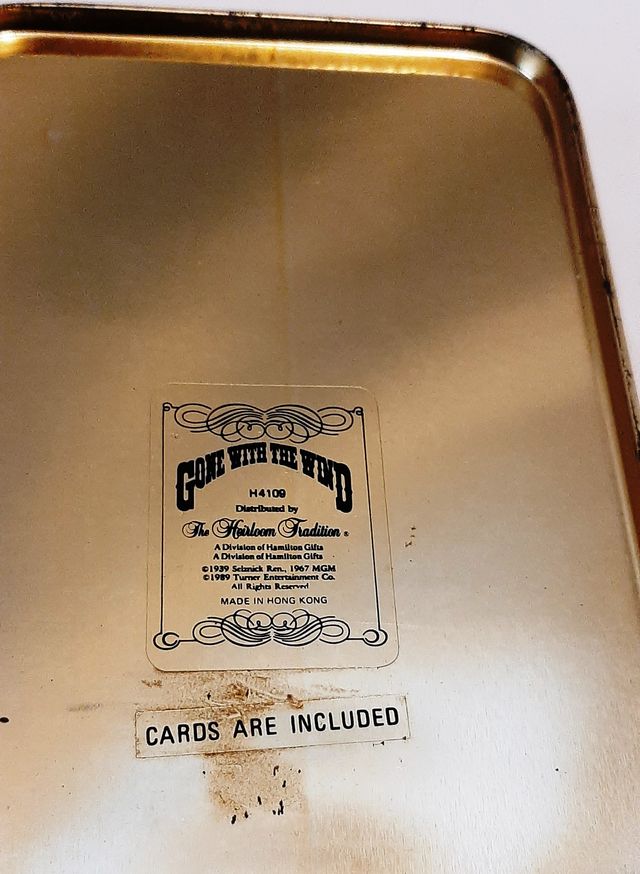 GONE WITH THE WIND
H4109
Distributed by
The Heirloom Tradition ®
A Division of Hamilton Gifts
A Division of Hamilton Gifts
©1939 Selznick Ren., 1967 MGM
©1989 Turner Entertainment Co.
All Rights Reserved
MADE IN HONG KONG
CARDS ARE INCLUDED